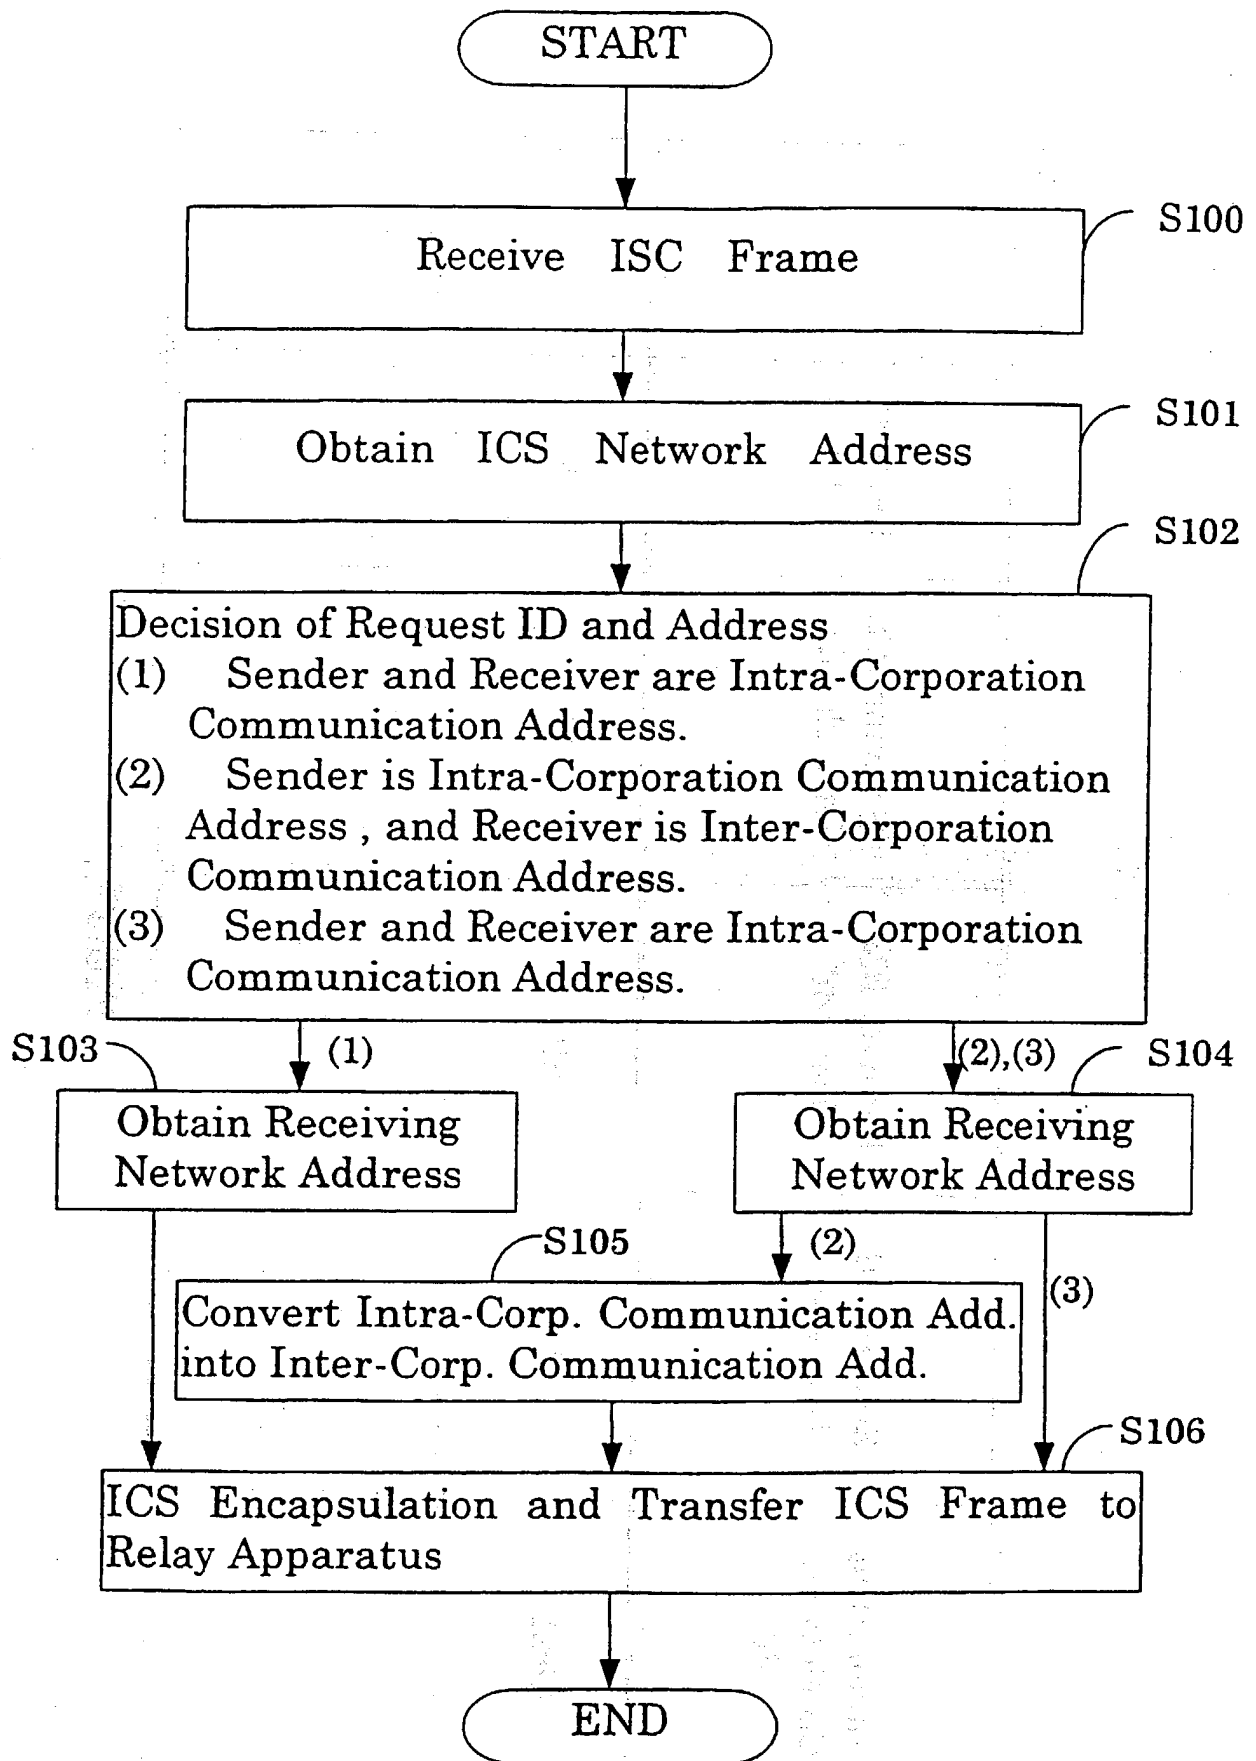 START
S100
Receive ISC Frame
S101
Obtain ICS Network Address
S102
Decision of Request ID and Address
(1) Sender and Receiver are Intra-Corporation
Communication Address.
(2) Sender is Intra-Corporation Communication
Address , and Receiver is Inter-Corporation
Communication Address.
(3) Sender and Receiver are Intra-Corporation
Communication Address.
S103
(1)
(2),(3)
S104
Obtain Receiving
Network Address
Obtain Receiving
Network Address
S105
(2)
(3)
Convert Intra-Corp. Communication Add.
into Inter-Corp. Communication Add.
S106
ICS Encapsulation and Transfer ICS Frame to
Relay Apparatus
END